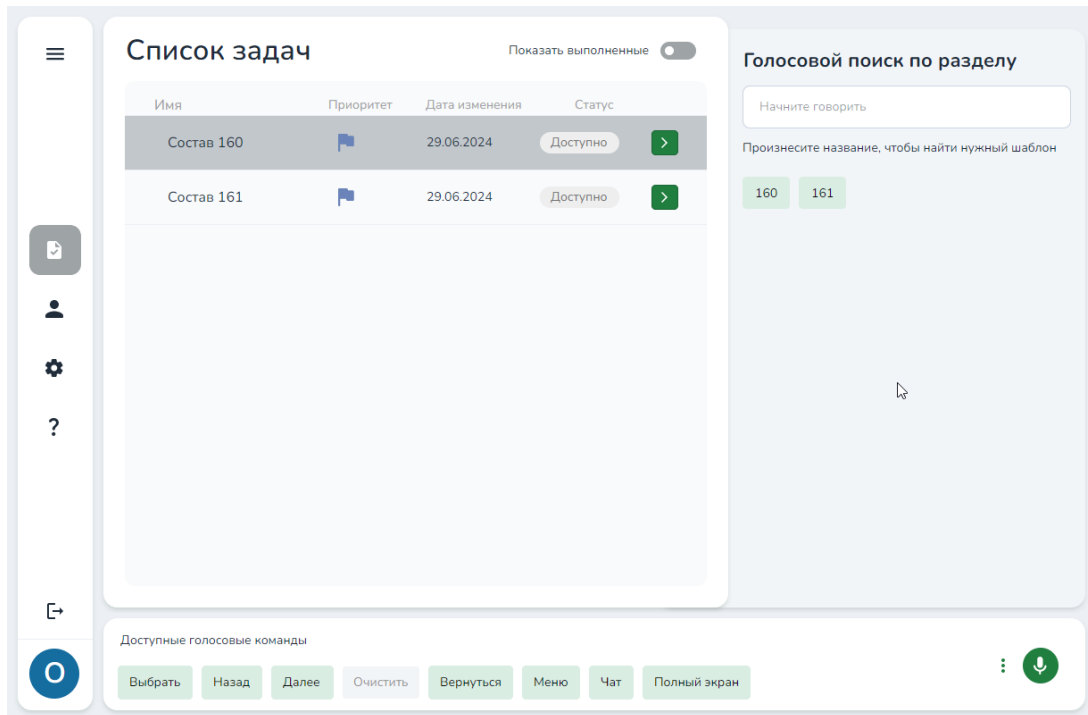 Список задач
Показать выполненные
Имя Приоритет Дата изменения Статус
Состав 160 29.06.2024 Доступно
Состав 161 29.06.2024 Доступно
Голосовой поиск по разделу
Начните говорить
Произнесите название, чтобы найти нужный шаблон
160 161
?
O
Доступные голосовые команды
Выбрать Назад Далее Очистить Вернуться Меню Чат Полный экран